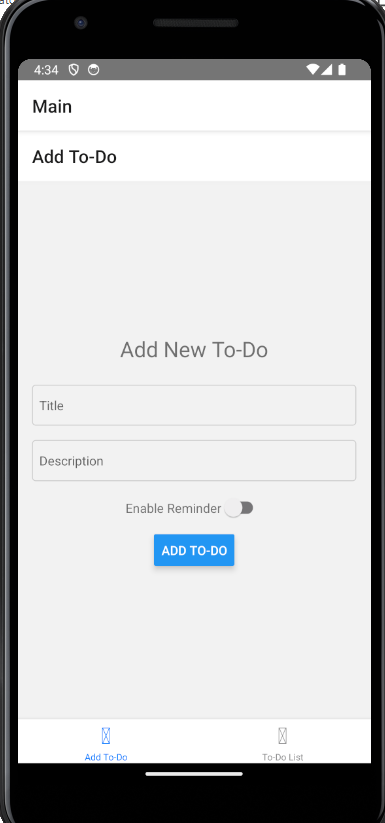 4:34
Main
Add To-Do
Add New To-Do
Title
Description
Enable Reminder
ADD TO-DO
Add To-Do
To-Do List